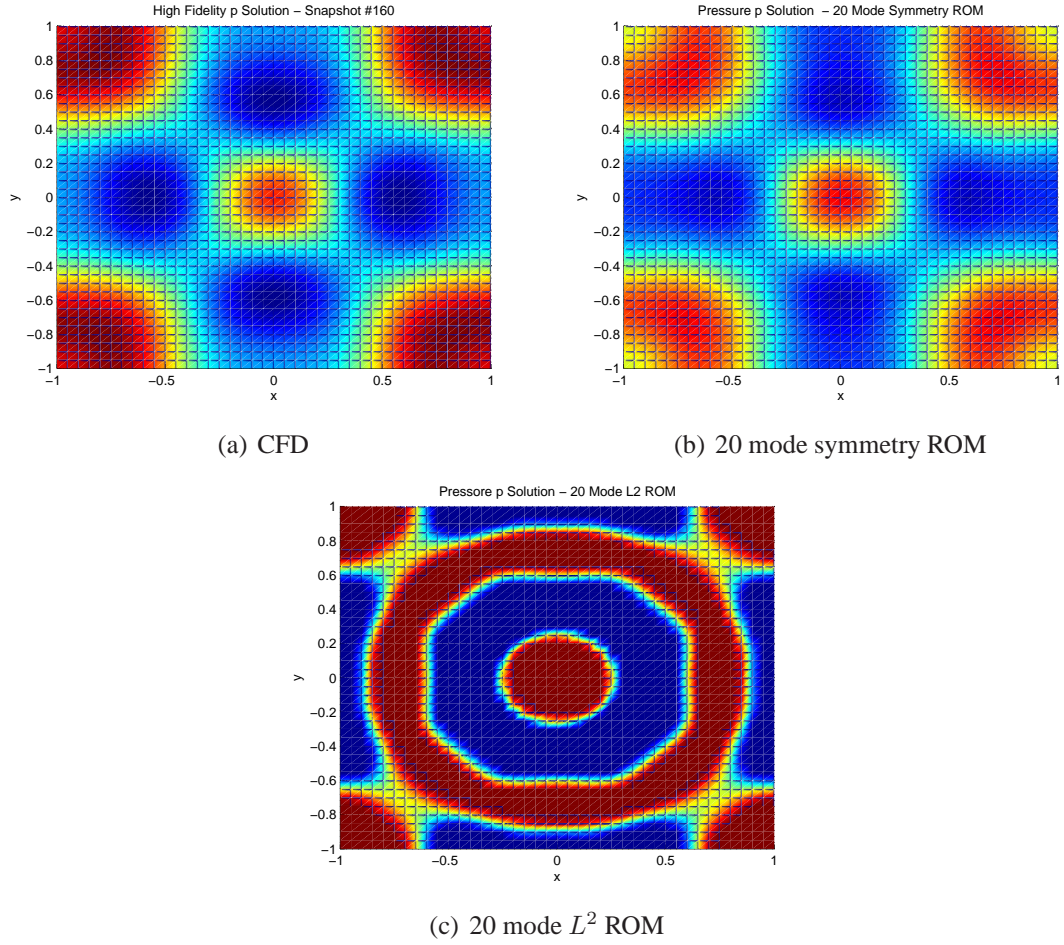 High Fidelity p Solution − Snapshot #160
1
0.8
0.6
0.4
0.2
0
−0.2
−0.4
−0.6
−0.8
−1
y
−1 −0.5 0 0.5 1
x
(a) CFD
Pressure p Solution − 20 Mode Symmetry ROM
1
0.8
0.6
0.4
0.2
0
−0.2
−0.4
−0.6
−0.8
−1
y
−1 −0.5 0 0.5 1
x
(b) 20 mode symmetry ROM
Pressore p Solution − 20 Mode L2 ROM
1
0.8
0.6
0.4
0.2
0
−0.2
−0.4
−0.6
−0.8
−1
y
−1 −0.5 0 0.5 1
x
(c) 20 mode L² ROM